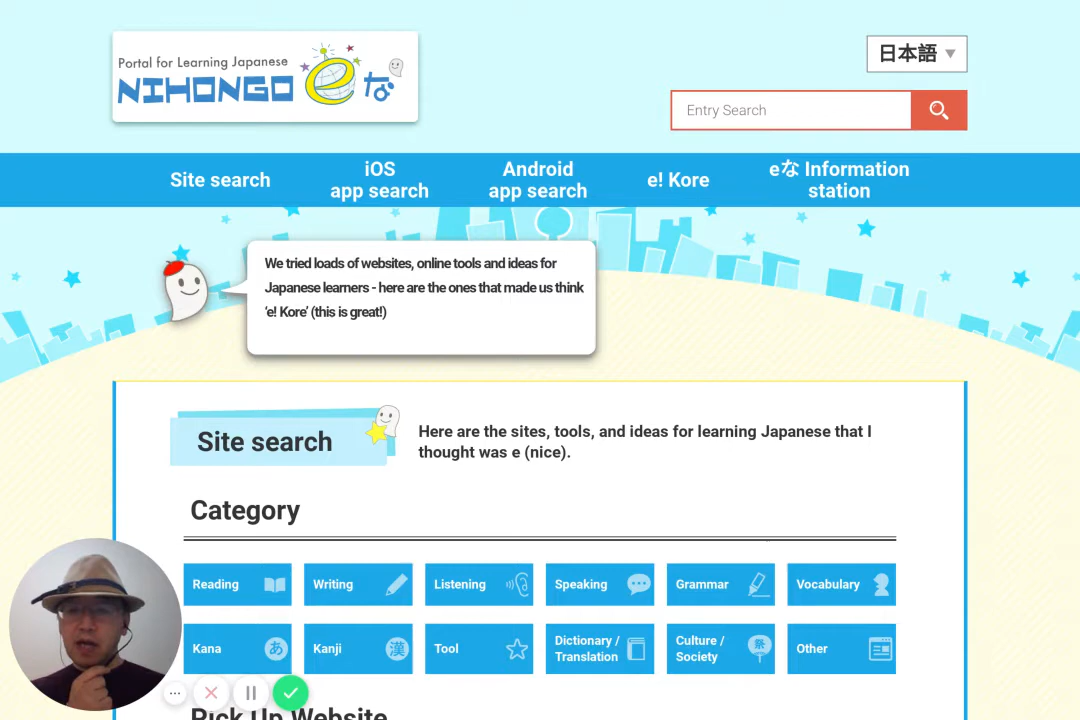 Portal for Learning Japanese
NIHONGO eな
日本語
Entry Search
Site search
iOS
app search
Android
app search
e! Kore
eな Information
station
We tried loads of websites, online tools and ideas for
Japanese learners - here are the ones that made us think
‘e! Kore’ (this is great!)
Site search
Here are the sites, tools, and ideas for learning Japanese that I
thought was e (nice).
Category
Reading
Writing
Listening
Speaking
Grammar
Vocabulary
Kana あ
Kanji 漢
Tool
Dictionary /
Translation
Culture /
Society
祭
Other
Pick Up Website